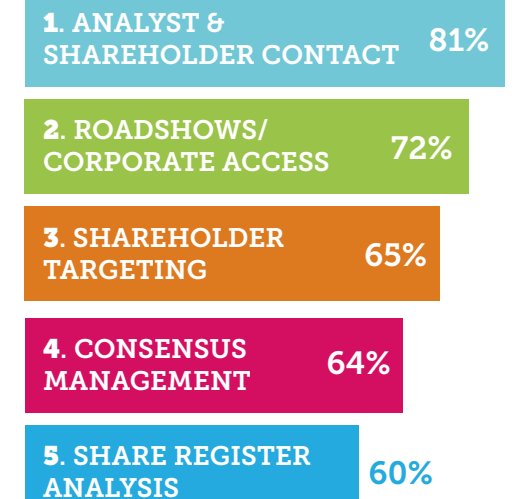 1. ANALYST &
SHAREHOLDER CONTACT
81%
2. ROADSHOWS/
CORPORATE ACCESS
72%
3. SHAREHOLDER
TARGETING
65%
4. CONSENSUS
MANAGEMENT
64%
5. SHARE REGISTER
ANALYSIS
60%